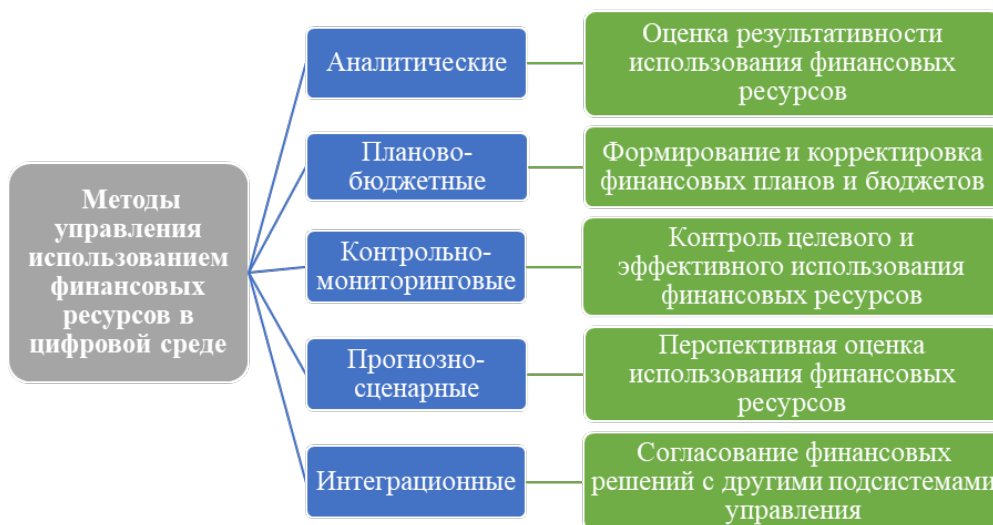 Методы
управления
использованием
финансовых
ресурсов в
цифровой среде
Аналитические
Оценка результативности
использования финансовых
ресурсов
Планово-
бюджетные
Формирование и корректировка
финансовых планов и бюджетов
Контрольно-
мониторинговые
Контроль целевого и
эффективного использования
финансовых ресурсов
Прогнозно-
сценарные
Перспективная оценка
использования финансовых
ресурсов
Интеграционные
Согласование финансовых
решений с другими подсистемами
управления